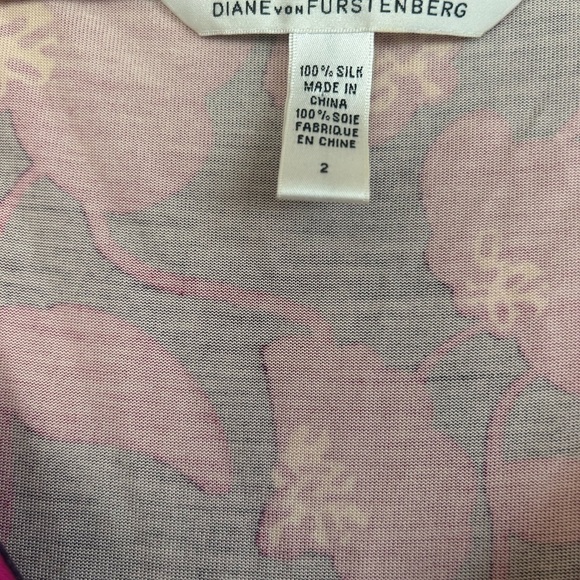 DIANE VON FURSTENBERG
100% SILK
MADE IN
CHINA
100% SOIE
FABRIQUE
EN CHINE
2